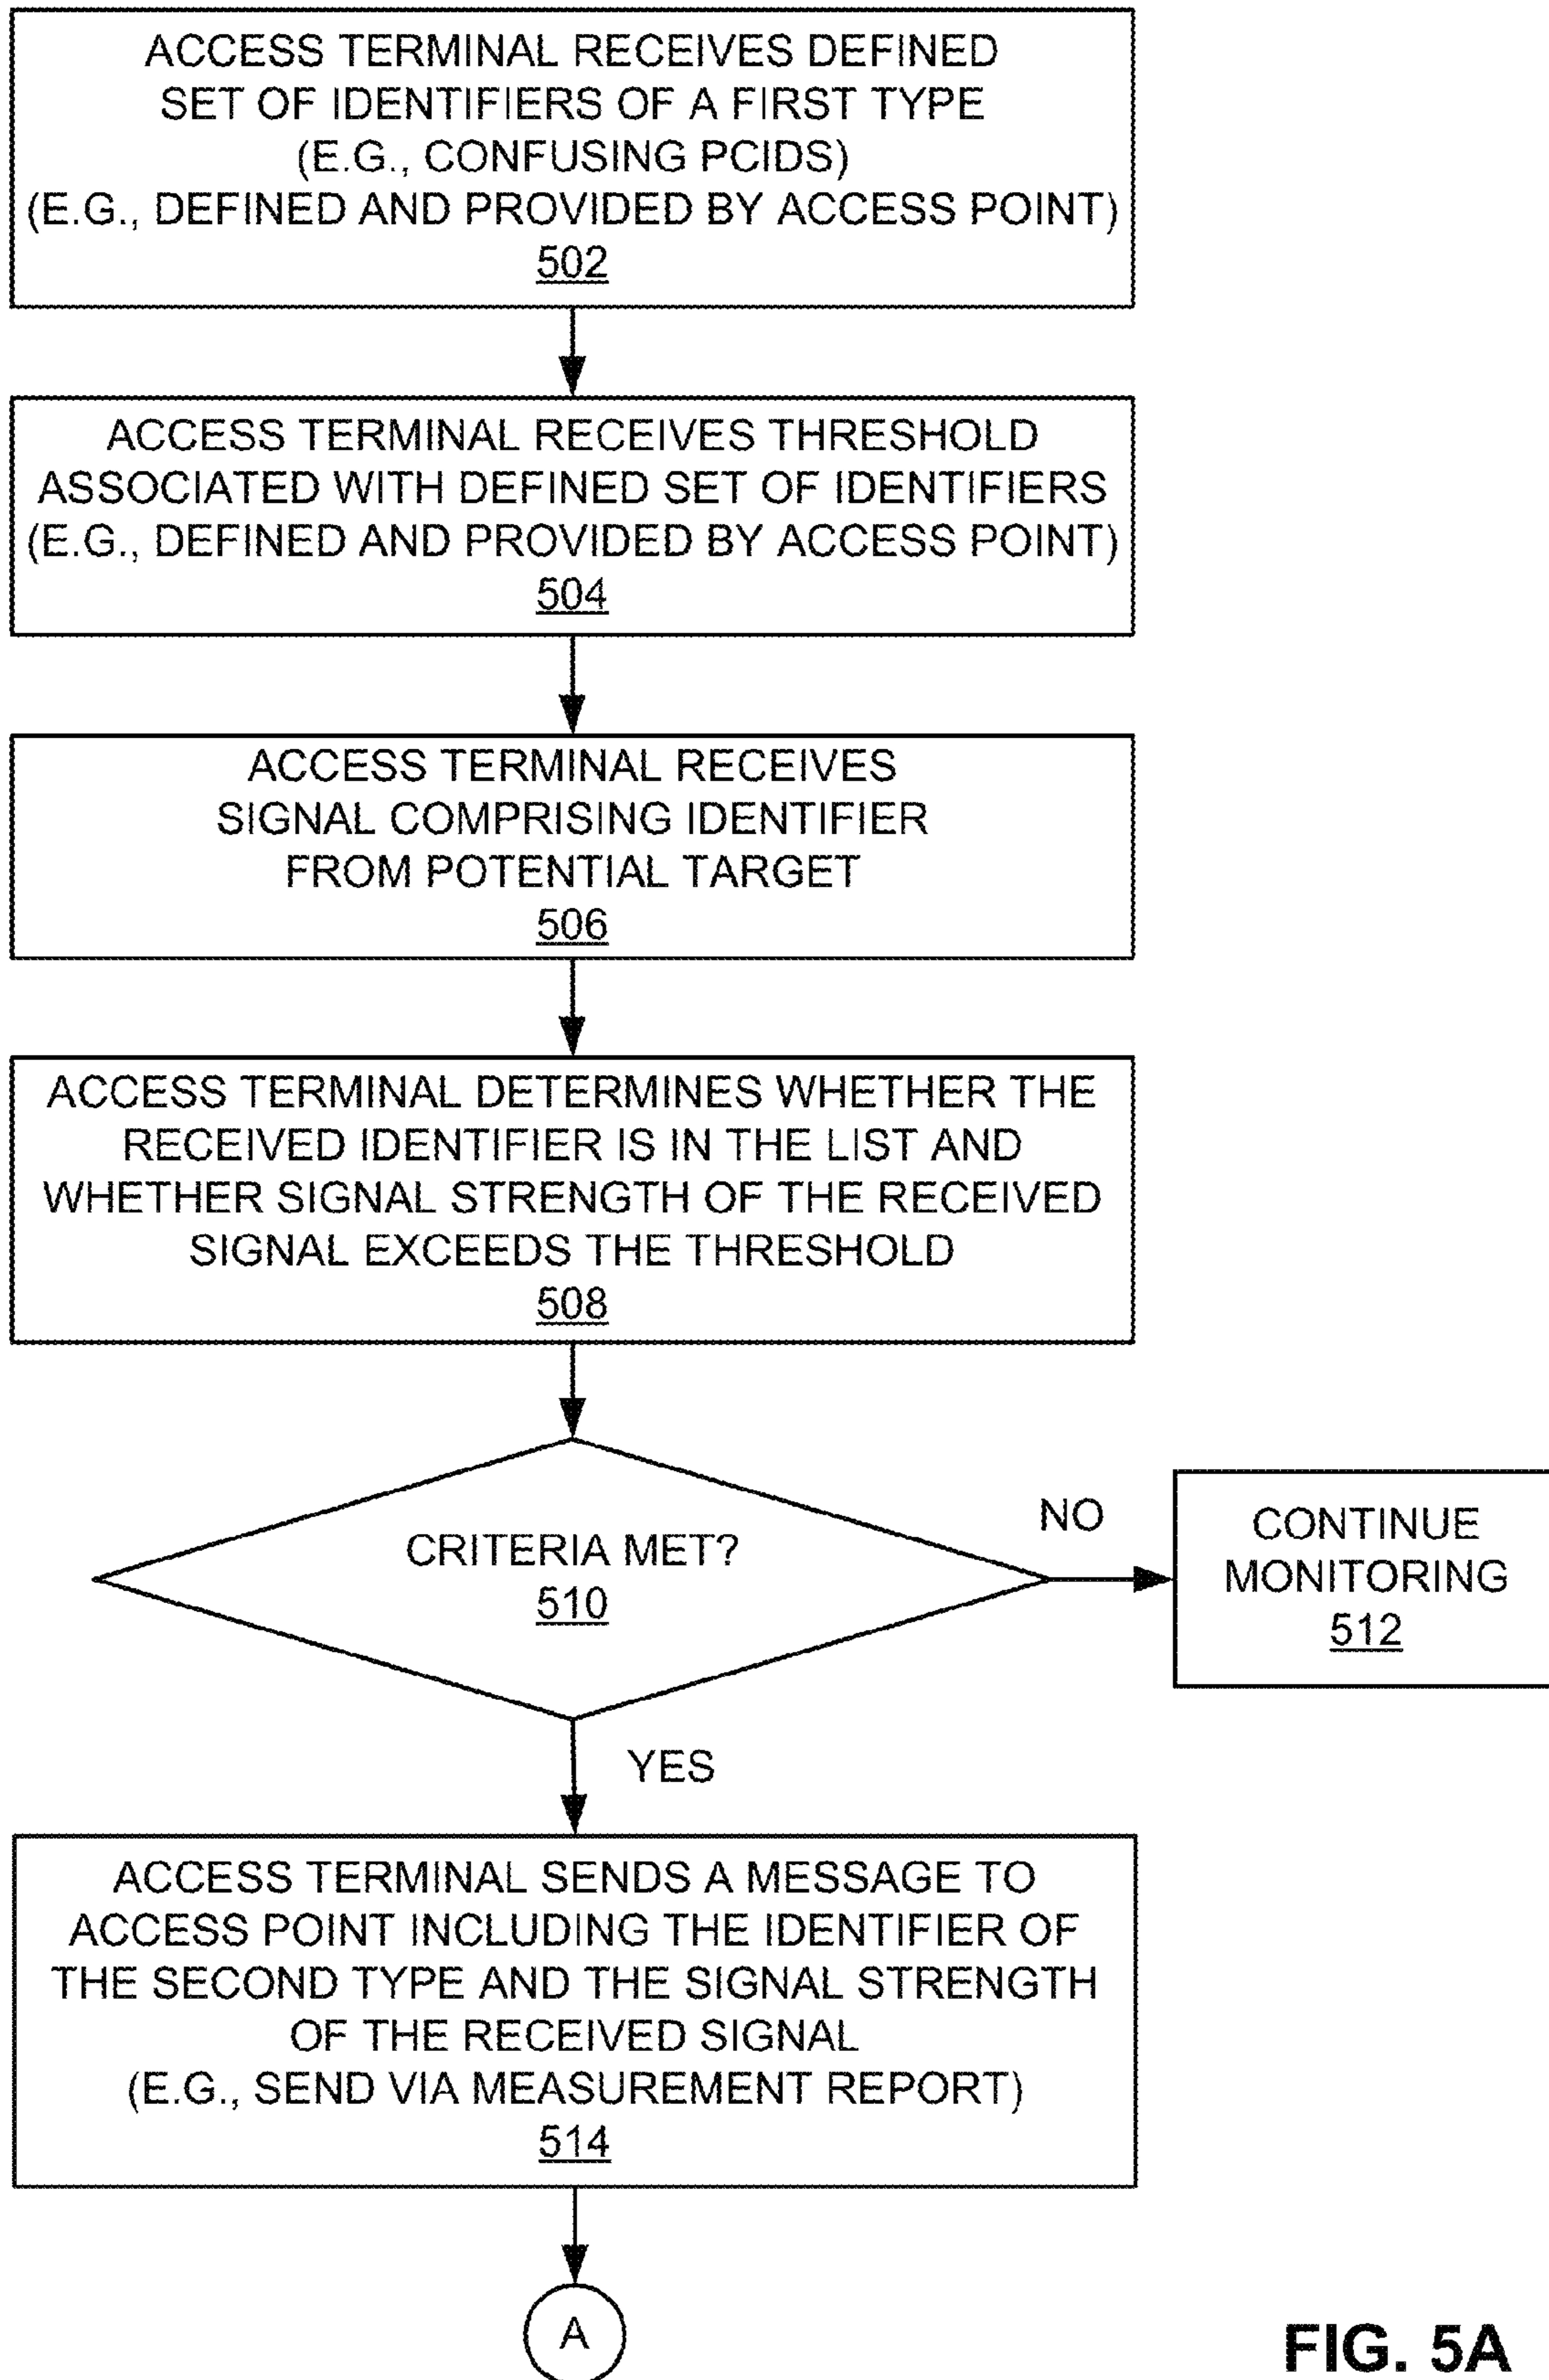 ACCESS TERMINAL RECEIVES DEFINED
SET OF IDENTIFIERS OF A FIRST TYPE
(E.G., CONFUSING PCIDS)
(E.G., DEFINED AND PROVIDED BY ACCESS POINT)
502
ACCESS TERMINAL RECEIVES THRESHOLD
ASSOCIATED WITH DEFINED SET OF IDENTIFIERS
(E.G., DEFINED AND PROVIDED BY ACCESS POINT)
504
ACCESS TERMINAL RECEIVES
SIGNAL COMPRISING IDENTIFIER
FROM POTENTIAL TARGET
506
ACCESS TERMINAL DETERMINES WHETHER THE
RECEIVED IDENTIFIER IS IN THE LIST AND
WHETHER SIGNAL STRENGTH OF THE RECEIVED
SIGNAL EXCEEDS THE THRESHOLD
508
CRITERIA MET?
510
NO
CONTINUE
MONITORING
512
YES
ACCESS TERMINAL SENDS A MESSAGE TO
ACCESS POINT INCLUDING THE IDENTIFIER OF
THE SECOND TYPE AND THE SIGNAL STRENGTH
OF THE RECEIVED SIGNAL
(E.G., SEND VIA MEASUREMENT REPORT)
514
A
FIG. 5A